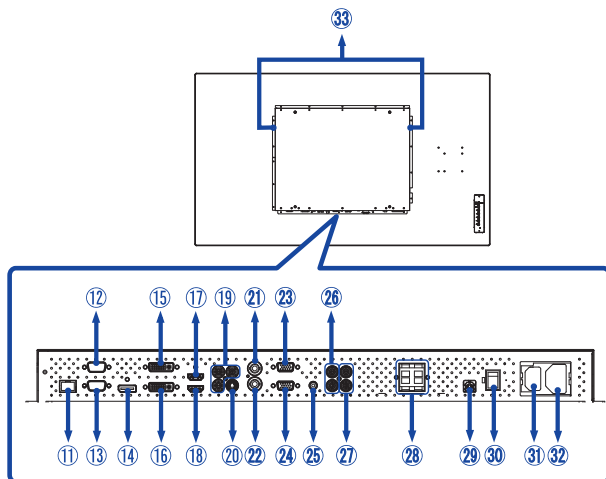 ㉝
⑫ ⑮ ⑰ ⑲ ㉑ ㉓ ㉖
⑪ ⑬ ⑭ ⑯ ⑱ ⑳ ㉒ ㉔ ㉕ ㉗ ㉘ ㉙ ㉚ ㉛ ㉜